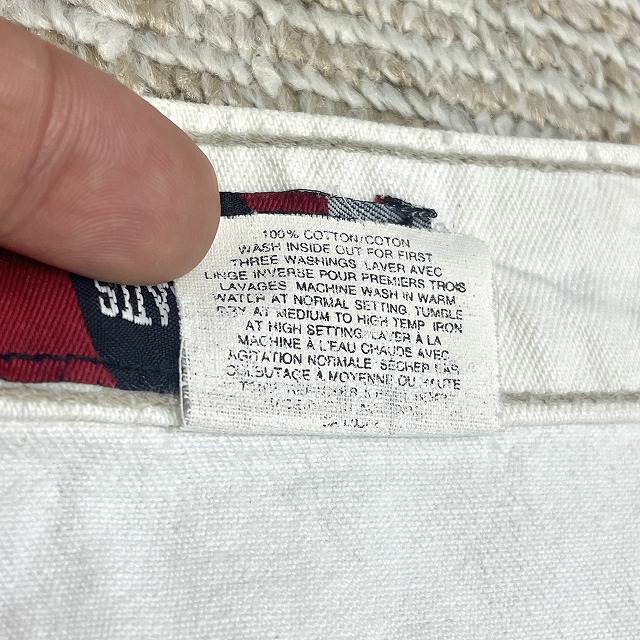 100% COTTON/COTON
WASH INSIDE OUT FOR FIRST
THREE WASHINGS. LAVER AVEC
LINGE INVERSE POUR PREMIERS TROIS
LAVAGES. MACHINE WASH IN WARM
WATER AT NORMAL SETTING. TUMBLE
DRY AT MEDIUM TO HIGH TEMP. IRON
AT HIGH SETTING. LAVER À LA
MACHINE À L'EAU CHAUDE AVEC
AGITATION NORMALE. SÉCHER PAR
CULBUTAGE À MOYENNE OU HAUTE